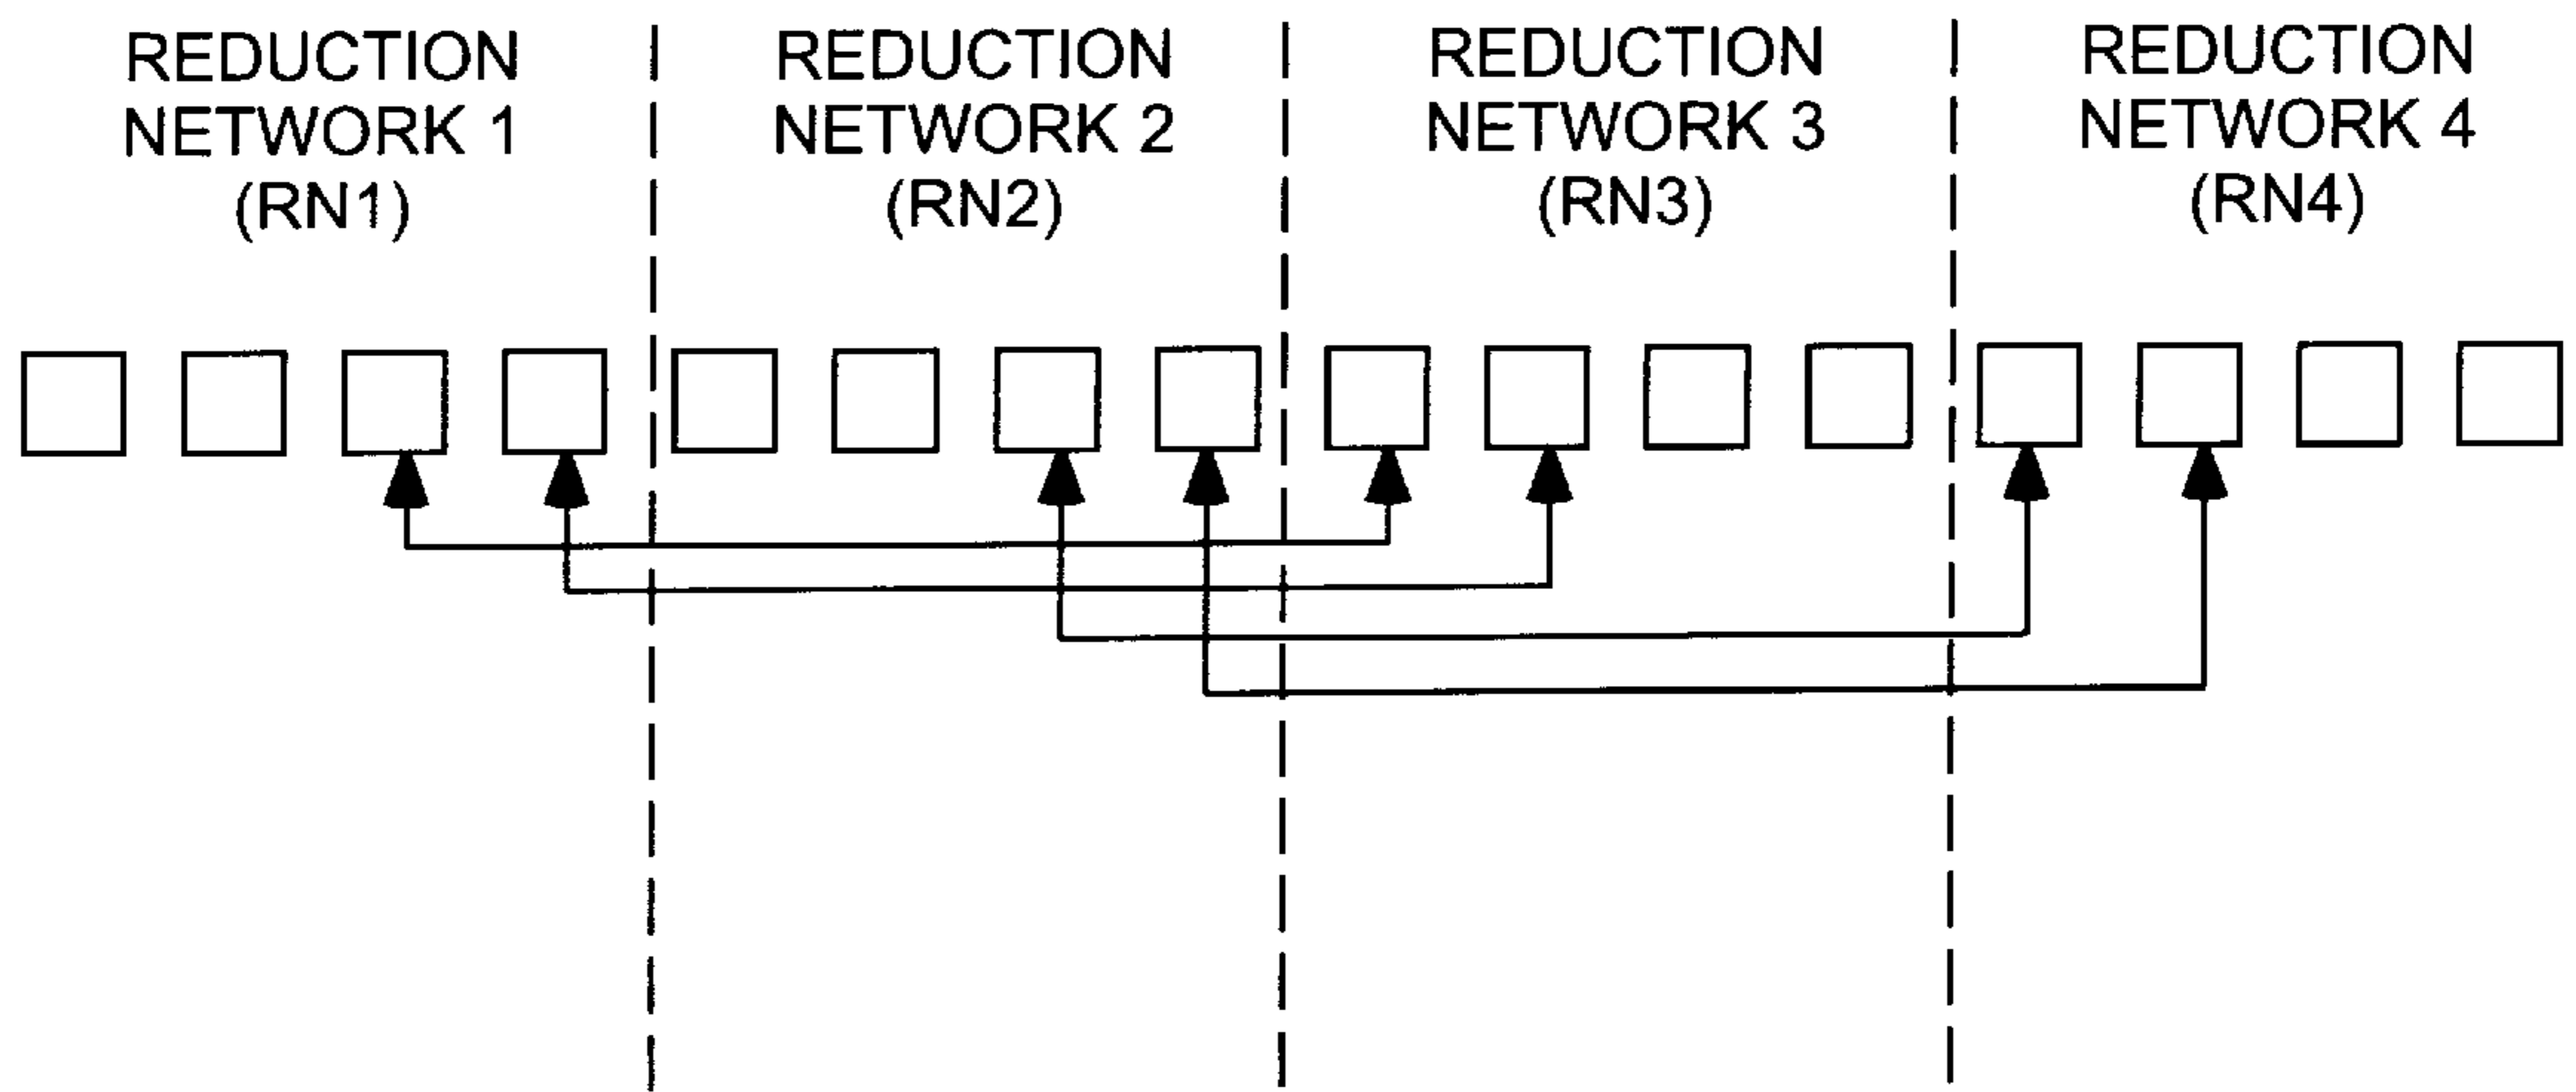 REDUCTION
NETWORK 1
(RN1)
REDUCTION
NETWORK 2
(RN2)
REDUCTION
NETWORK 3
(RN3)
REDUCTION
NETWORK 4
(RN4)